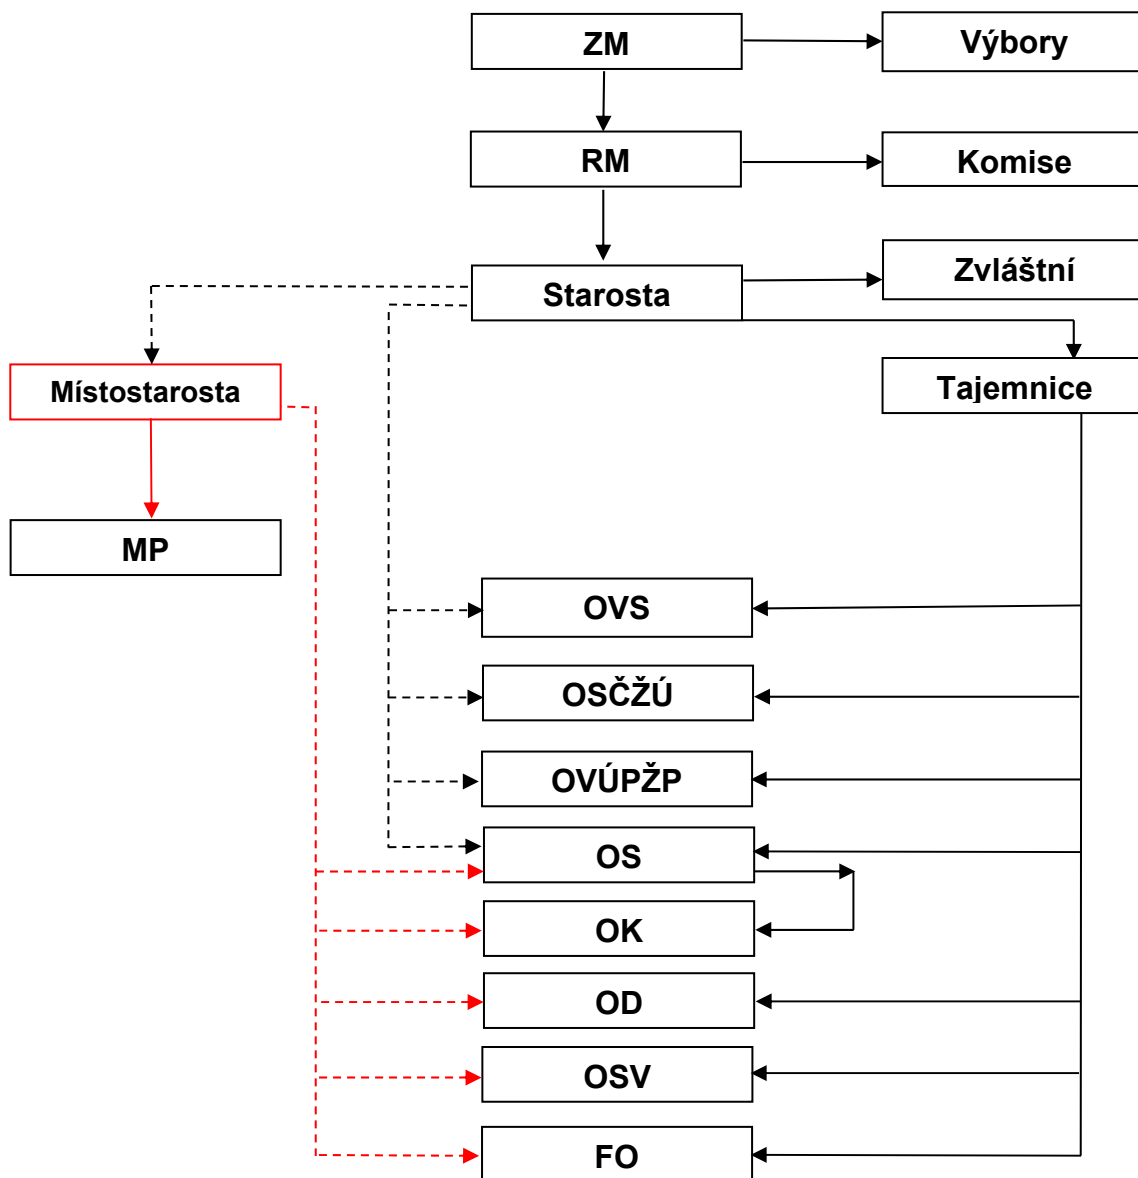 ZM
Výbory
RM
Komise
Zvláštní
Starosta
Místostarosta
Tajemnice
MP
OVS
OSČŽÚ
OVÚPŽP
OS
OK
OD
OSV
FO